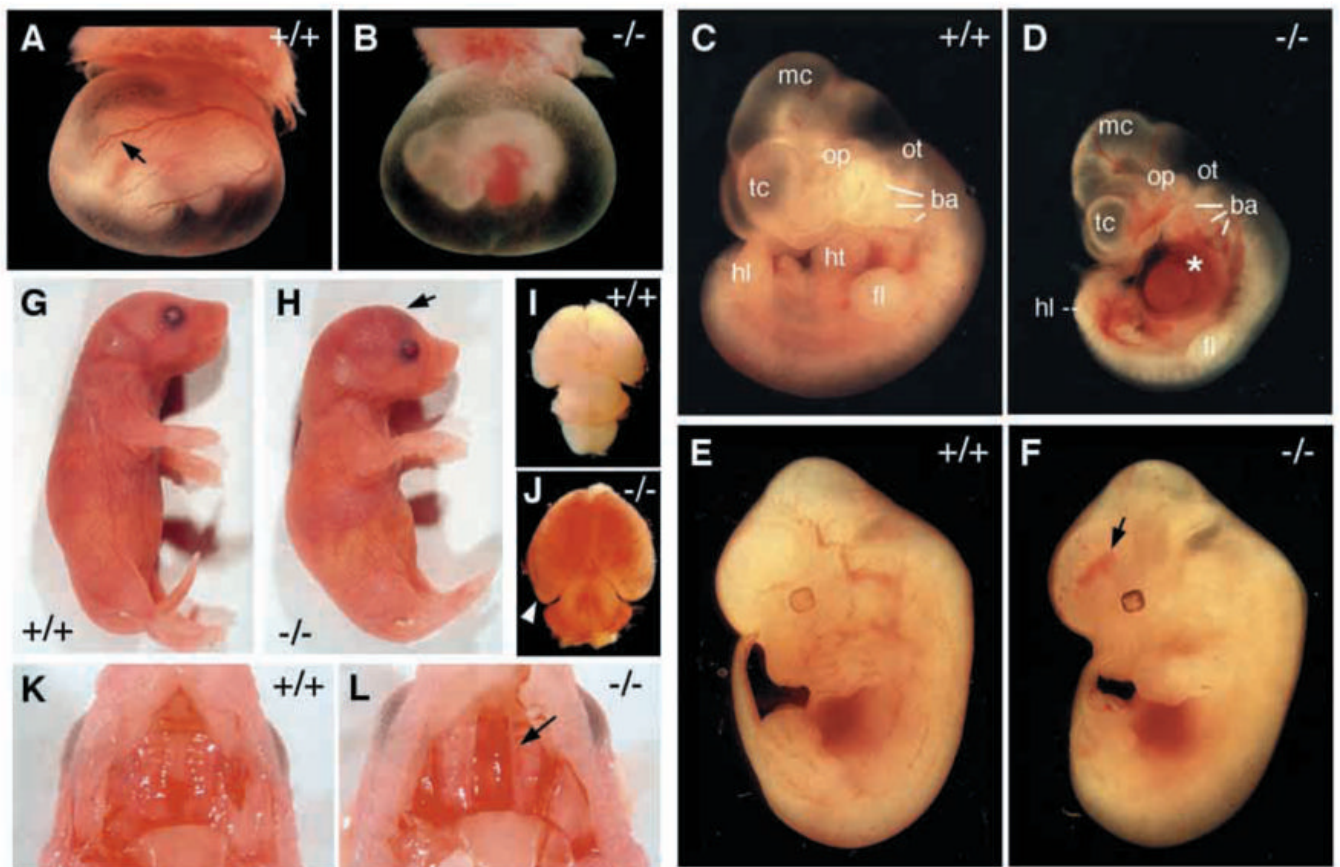 A +/+
B -/-
C +/+
mc
op
ot
tc
ba
hl
ht
fl
D -/-
mc
op
ot
tc
ba
*
hl
fl
G
+/+
H
-/-
I +/+
J -/-
E +/+
F -/-
K +/+
L -/-